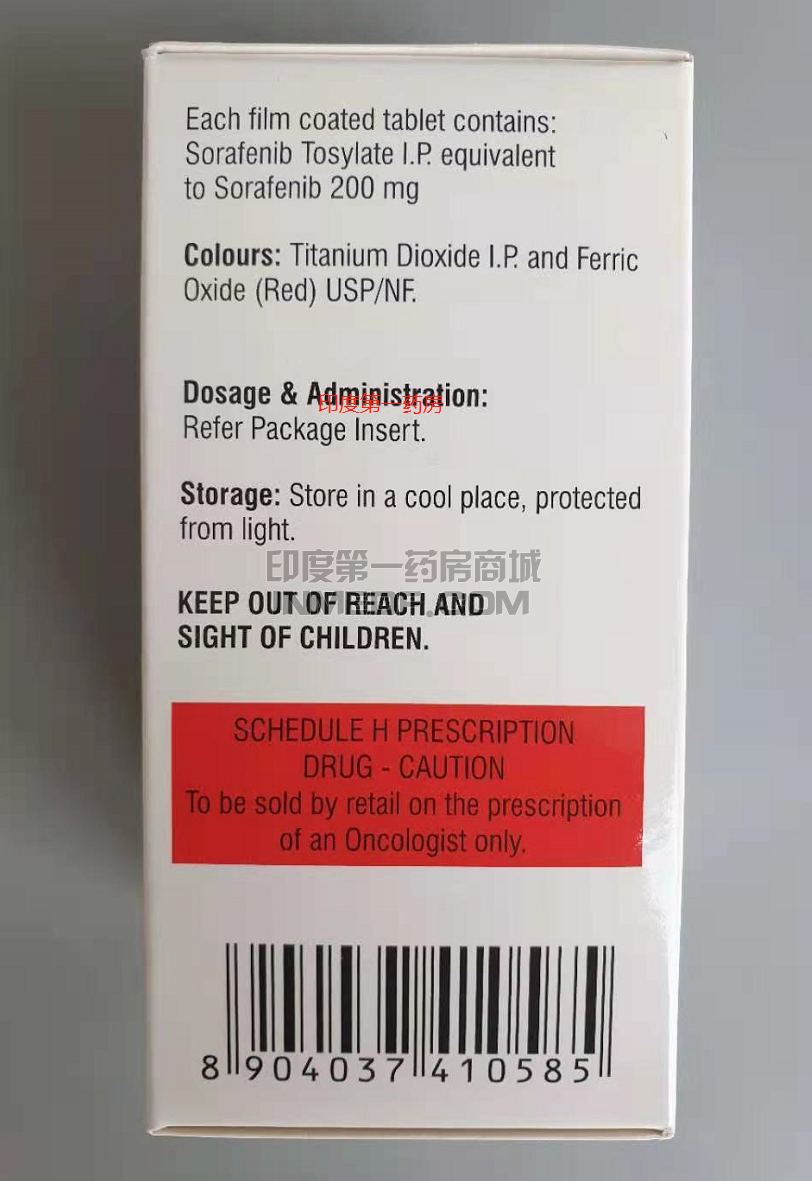 Each film coated tablet contains:
Sorafenib Tosylate I.P. equivalent
to Sorafenib 200 mg
Colours: Titanium Dioxide I.P. and Ferric
Oxide (Red) USP/NF.
Dosage & Administration:
印度第一药房
Refer Package Insert.
Storage: Store in a cool place, protected
from light.
印度第一药房商城
KEEP OUT OF REACH AND
SIGHT OF CHILDREN.
SCHEDULE H PRESCRIPTION
DRUG - CAUTION
To be sold by retail on the prescription
of an Oncologist only.
8 904037 410585